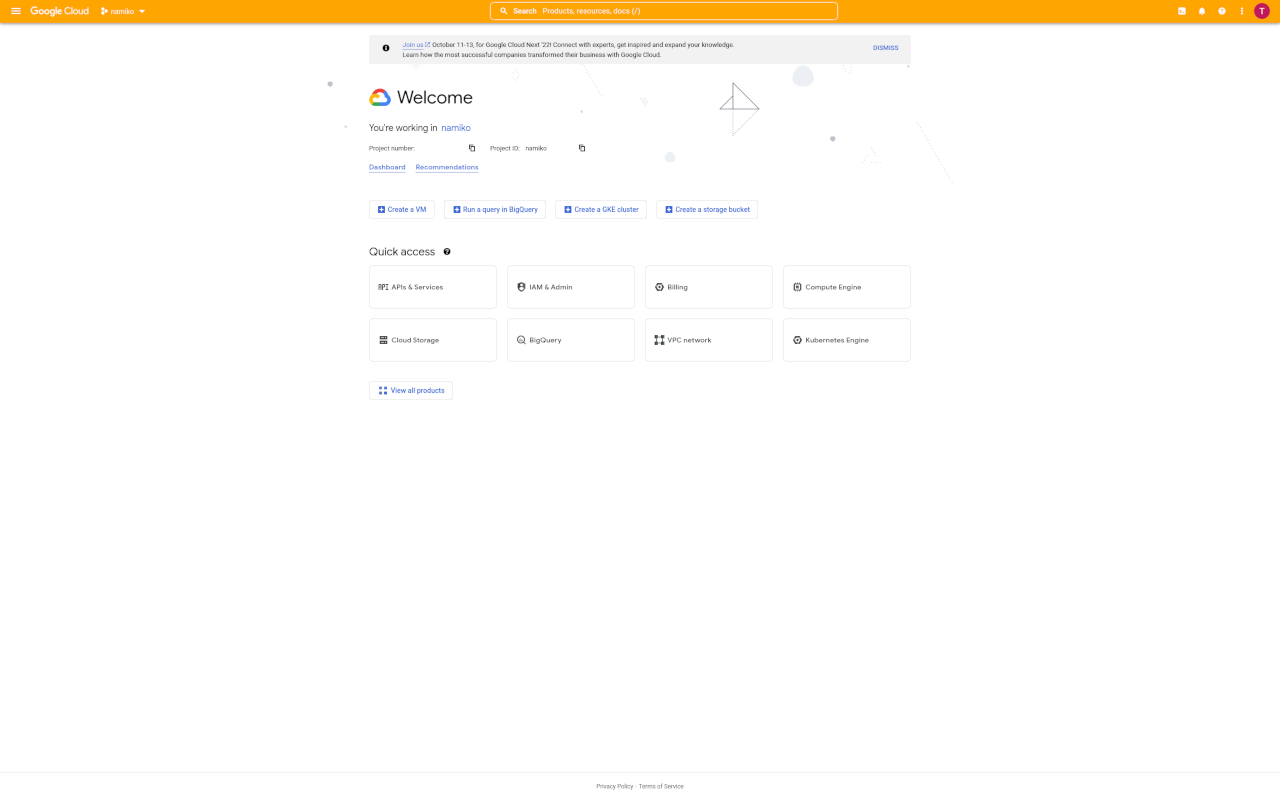 Google Cloud namiko Search Products, resources, docs (/) T
Join us October 11-13, for Google Cloud Next '22! Connect with experts, get inspired and expand your knowledge.
Learn how the most successful companies transformed their business with Google Cloud.
DISMISS
Welcome
You're working in namiko
Project number: Project ID: namiko
Dashboard Recommendations
Create a VM Run a query in BigQuery Create a GKE cluster Create a storage bucket
Quick access
API APIs & Services IAM & Admin Billing Compute Engine
Cloud Storage BigQuery VPC network Kubernetes Engine
View all products
Privacy Policy · Terms of Service